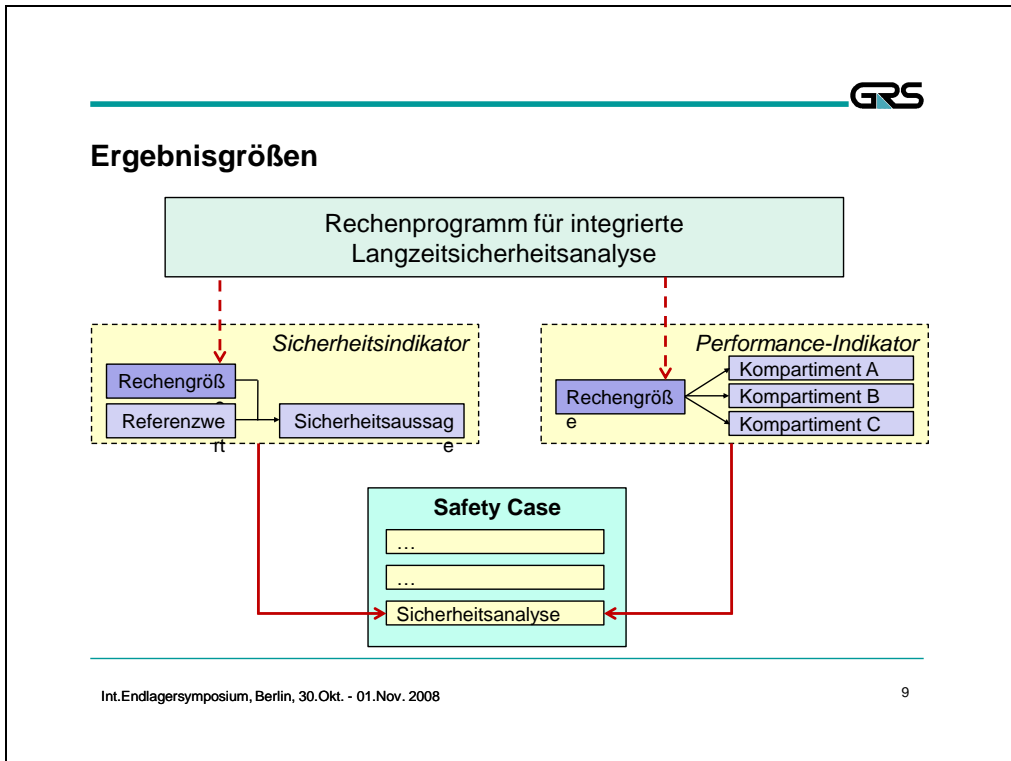 GRS
Ergebnisgrößen
Rechenprogramm für integrierte
Langzeitsicherheitsanalyse
Sicherheitsindikator
Rechengröß
e
Referenzwe
rt
Sicherheitsaussag
e
Performance-Indikator
Rechengröß
e
Kompartiment A
Kompartiment B
Kompartiment C
Safety Case
…
…
Sicherheitsanalyse
Int.Endlagersymposium, Berlin, 30.Okt. - 01.Nov. 2008
9